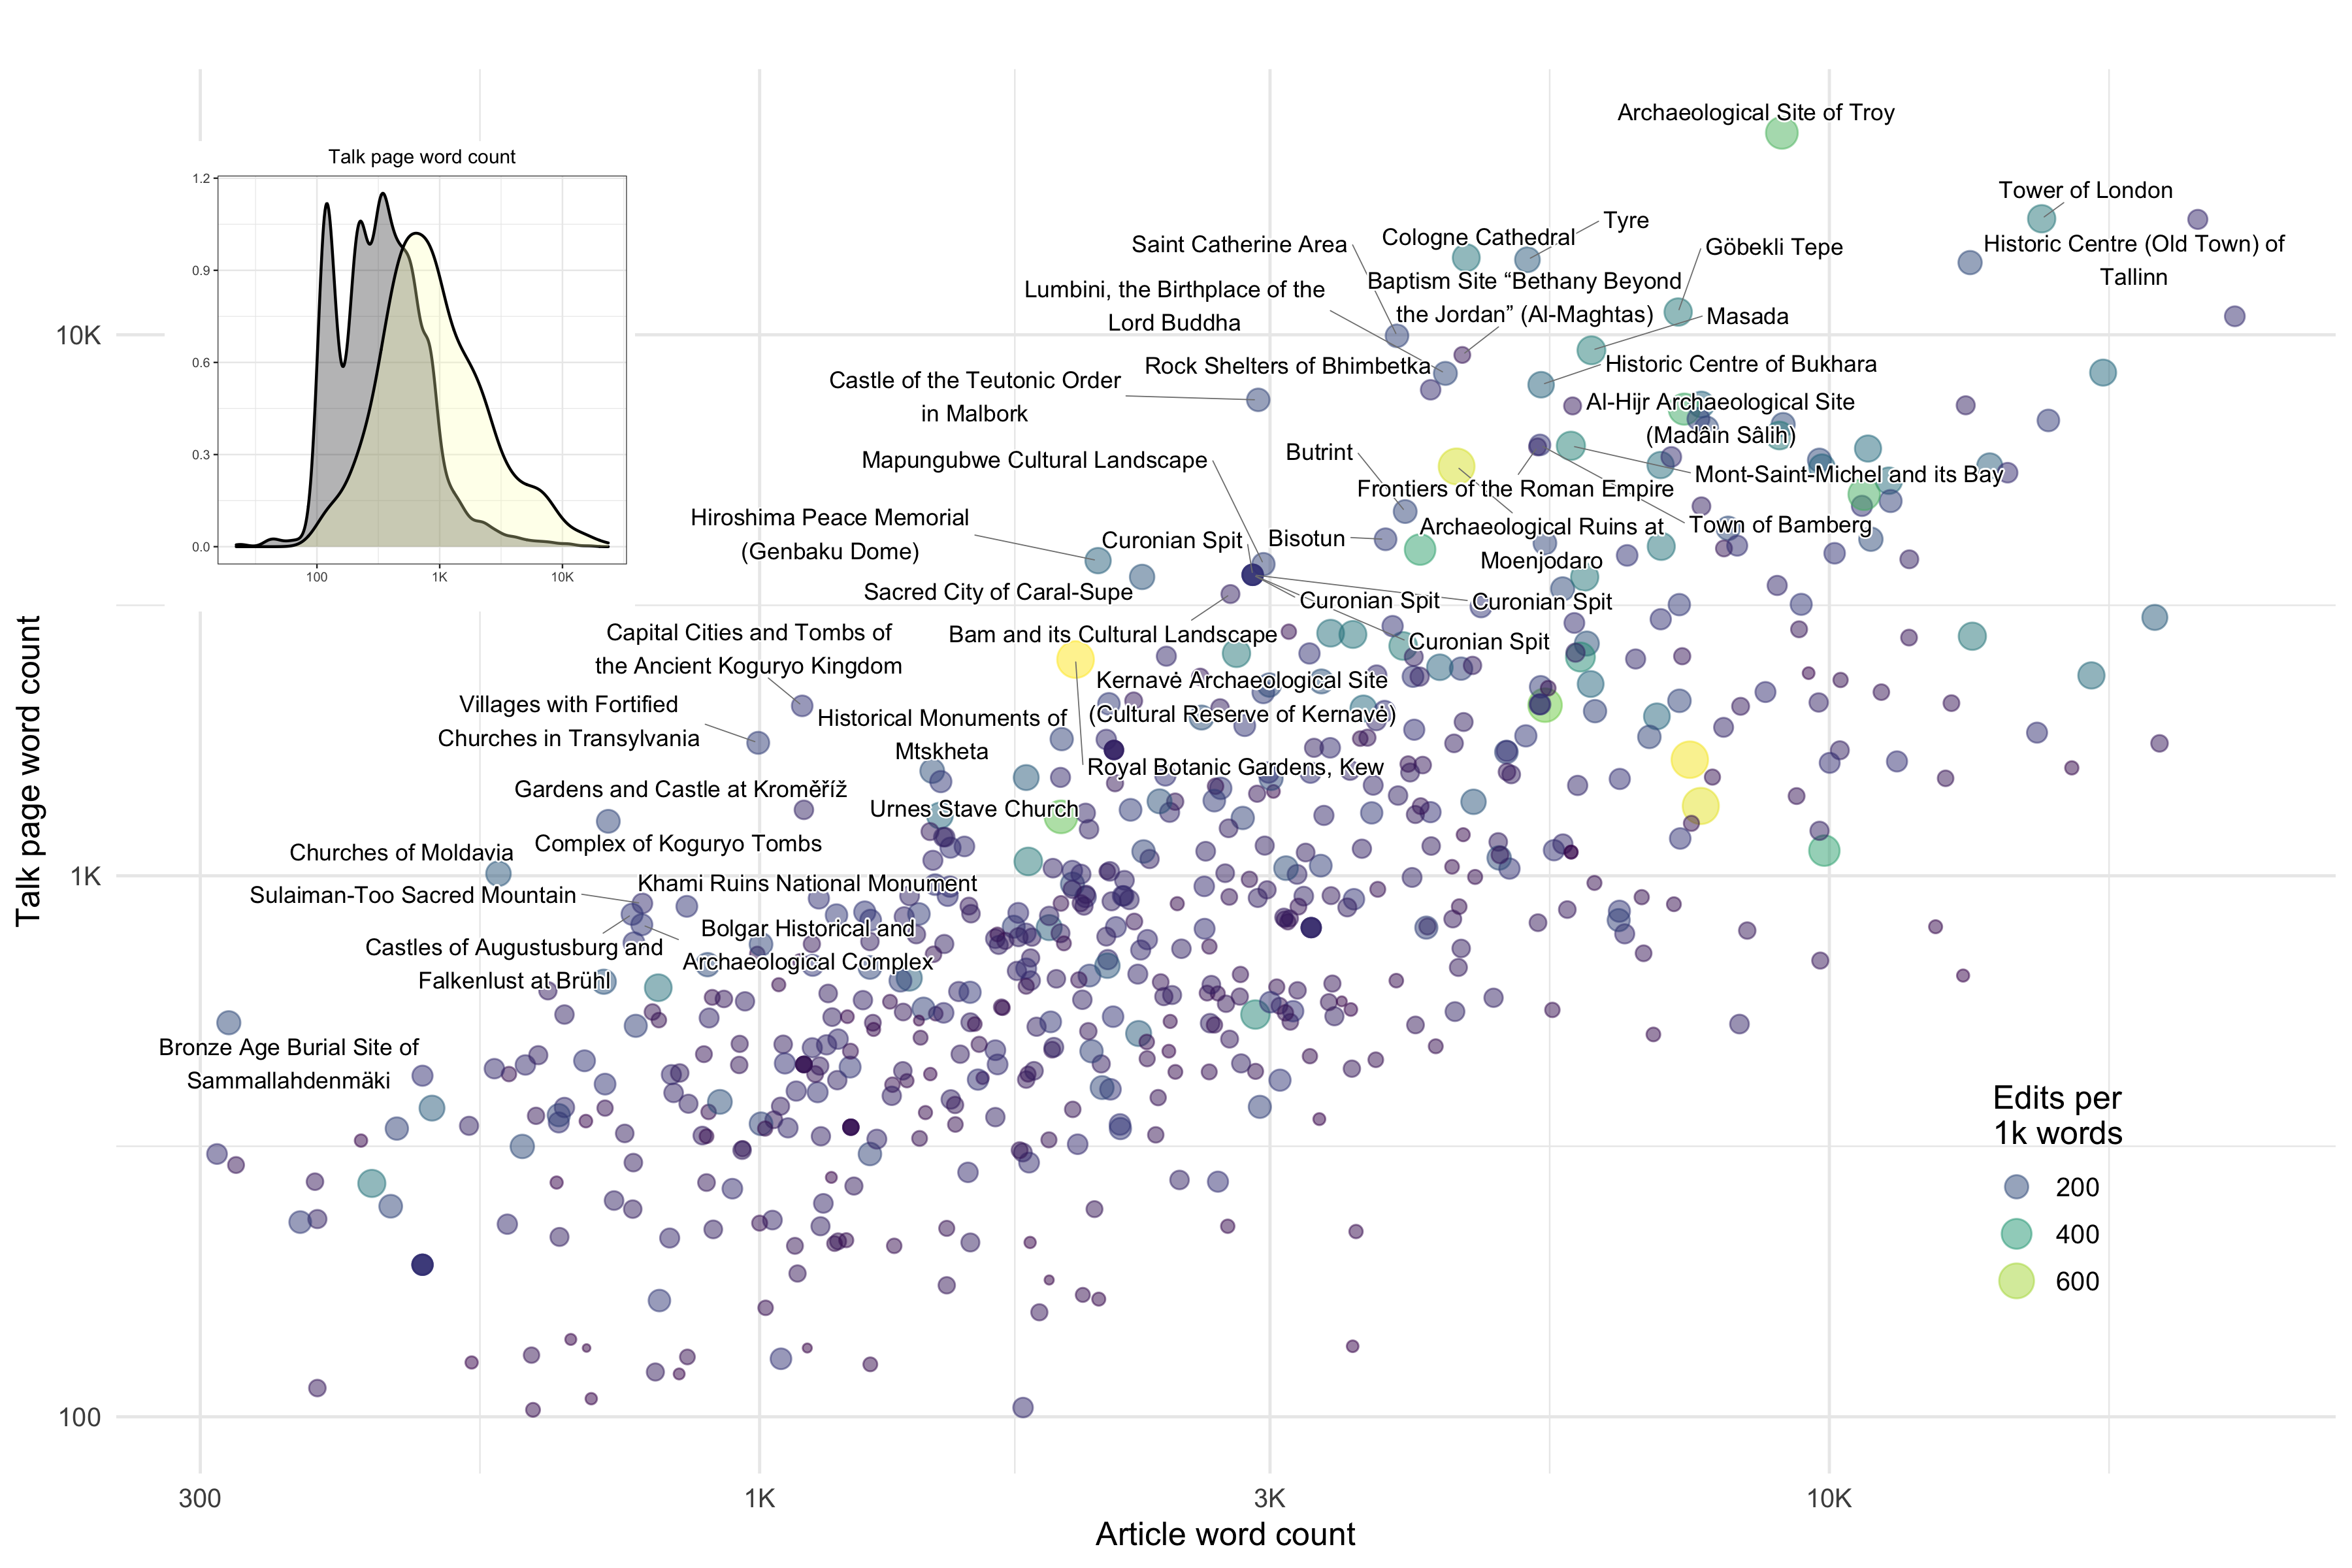 Archaeological Site of Troy
Talk page word count
1.2
0.9
0.6
0.3
0.0
100
1K
10K
Tower of London
Tyre
Cologne Cathedral
Saint Catherine Area
Göbekli Tepe
Historic Centre (Old Town) of
Tallinn
Baptism Site “Bethany Beyond
the Jordan” (Al-Maghtas)
Lumbini, the Birthplace of the
Lord Buddha
Masada
10K
Rock Shelters of Bhimbetka
Historic Centre of Bukhara
Castle of the Teutonic Order
in Malbork
Al-Hijr Archaeological Site
(Madâin Sâlih)
Butrint
Mapungubwe Cultural Landscape
Mont-Saint-Michel and its Bay
Frontiers of the Roman Empire
Hiroshima Peace Memorial
(Genbaku Dome)
Archaeological Ruins at
Moenjodaro
Town of Bamberg
Curonian Spit
Bisotun
Sacred City of Caral-Supe
Curonian Spit
Curonian Spit
Bam and its Cultural Landscape
Curonian Spit
Capital Cities and Tombs of
the Ancient Koguryo Kingdom
Kernavė Archaeological Site
(Cultural Reserve of Kernavė)
Villages with Fortified
Churches in Transylvania
Historical Monuments of
Mtskheta
Royal Botanic Gardens, Kew
Gardens and Castle at Kroměříž
Urnes Stave Church
Complex of Koguryo Tombs
Churches of Moldavia
1K
Khami Ruins National Monument
Sulaiman-Too Sacred Mountain
Bolgar Historical and
Archaeological Complex
Castles of Augustusburg and
Falkenlust at Brühl
Bronze Age Burial Site of
Sammallahdenmäki
Talk page word count
Edits per
1k words
200
400
600
100
300
1K
3K
10K
Article word count